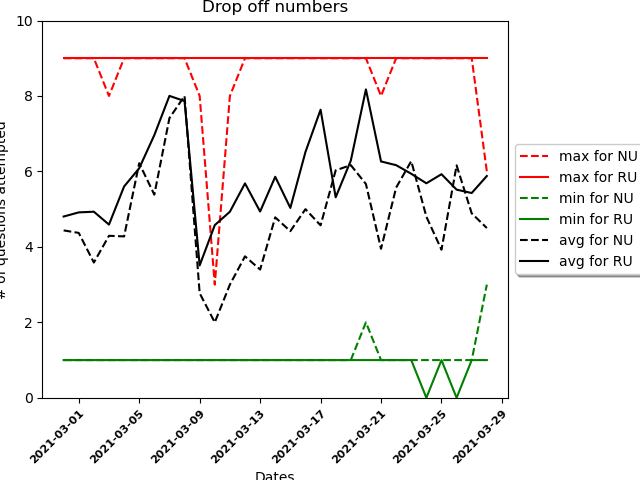 Drop off numbers
10
8
6
4
2
0
# of questions attempted
2021-03-01
2021-03-05
2021-03-09
2021-03-13
2021-03-17
2021-03-21
2021-03-25
2021-03-29
Dates
max for NU
max for RU
min for NU
min for RU
avg for NU
avg for RU